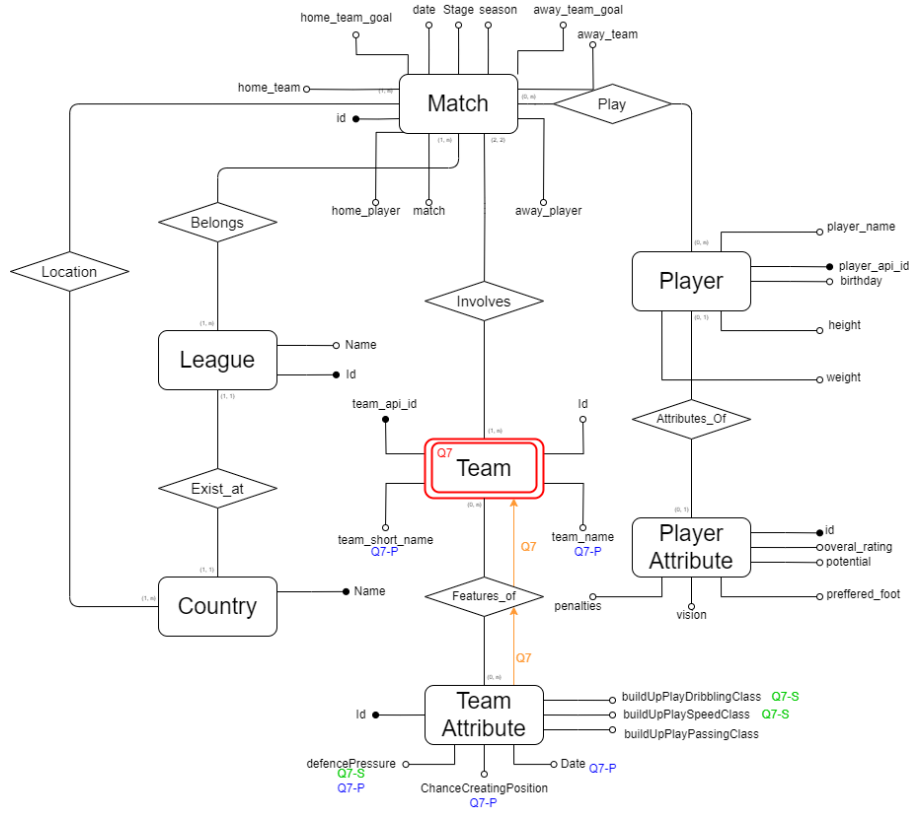 date
Stage
season
away_team_goal
home_team_goal
away_team
home_team
(1, n)
Match
(0, n)
Play
id
(1, n)
(2, 2)
home_player
match
away_player
Belongs
player_name
(0, n)
Location
Player
player_api_id
birthday
Involves
(1, n)
(0, 1)
height
League
Name
Id
weight
(1, 1)
team_api_id
Id
Attributes_Of
(1, n)
Q7
Team
Exist_at
(0, n)
(0, 1)
team_short_name
Q7-P
team_name
Q7-P
Q7
Player
Attribute
id
overal_rating
potential
(1, 1)
Name
(1, n)
Country
Features_of
penalties
vision
preffered_foot
Q7
(0, n)
Team
Attribute
Id
buildUpPlayDribblingClass Q7-S
buildUpPlaySpeedClass Q7-S
buildUpPlayPassingClass
defencePressure
Q7-S
Q7-P
ChanceCreatingPosition
Q7-P
Date Q7-P